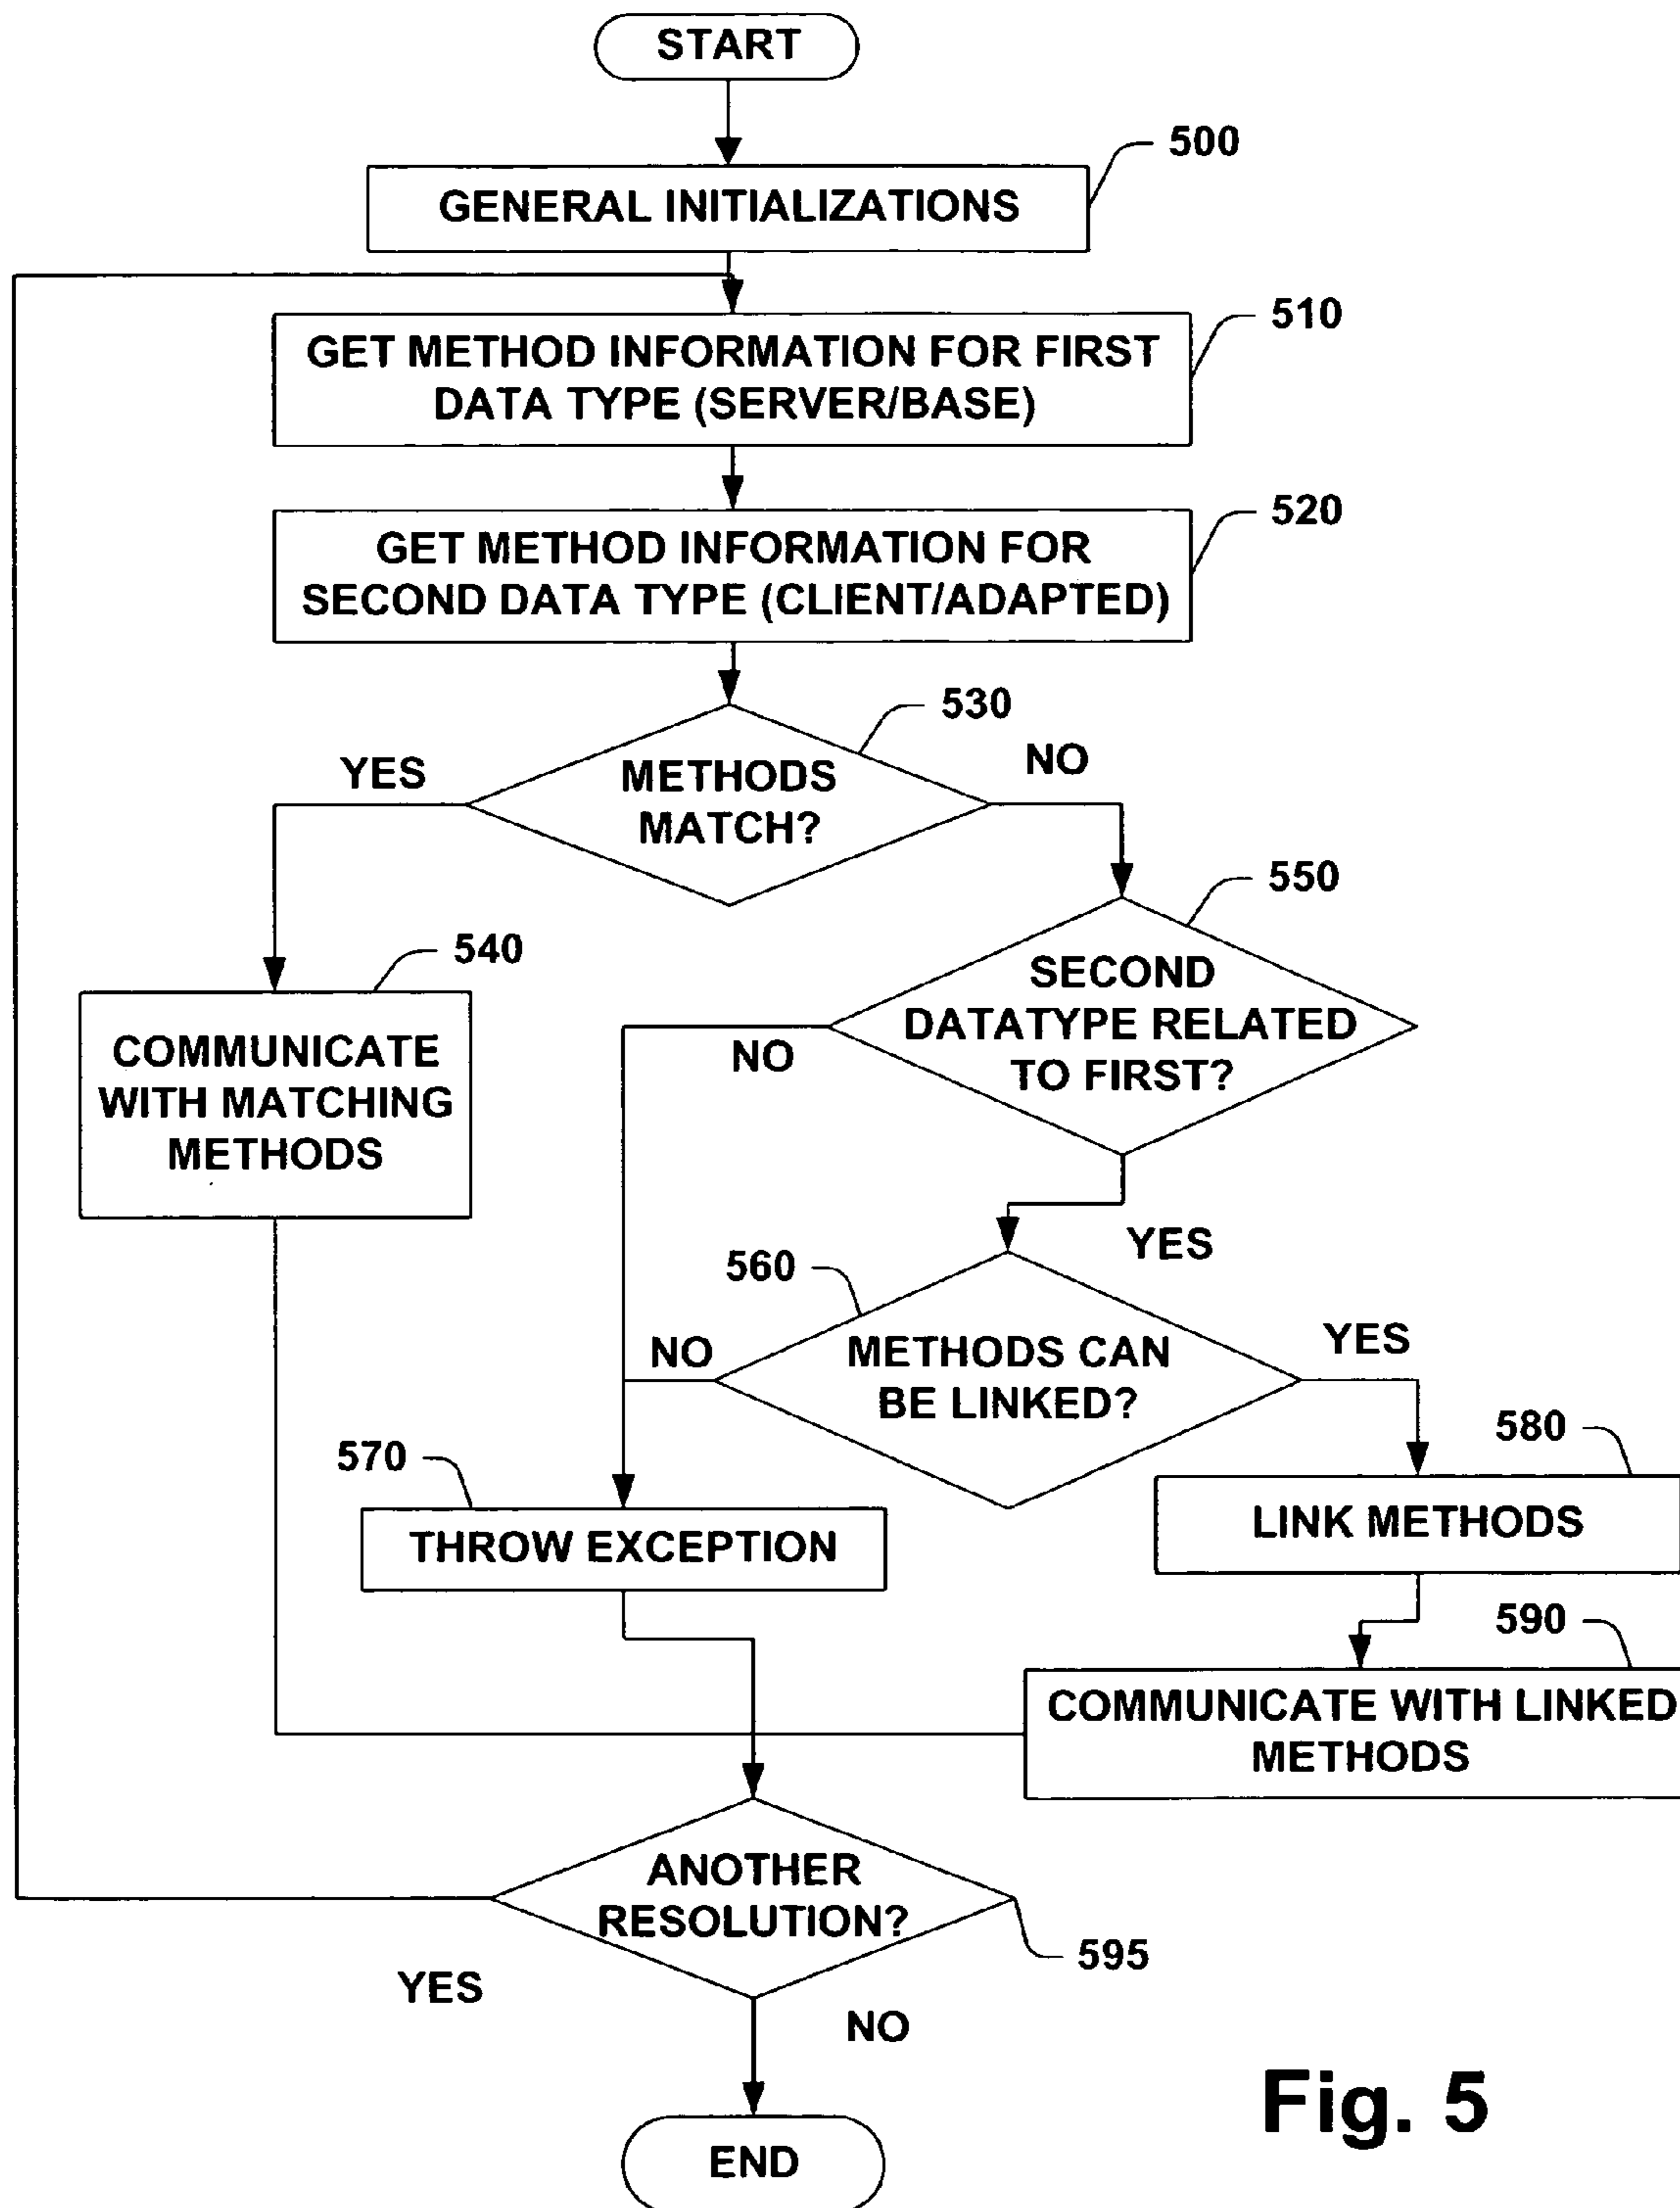 START
500
GENERAL INITIALIZATIONS
510
GET METHOD INFORMATION FOR FIRST
DATA TYPE (SERVER/BASE)
520
GET METHOD INFORMATION FOR
SECOND DATA TYPE (CLIENT/ADAPTED)
530
YES
NO
METHODS
MATCH?
550
540
SECOND
DATATYPE RELATED
TO FIRST?
NO
COMMUNICATE
WITH MATCHING
METHODS
YES
560
NO
METHODS CAN
BE LINKED?
YES
580
570
LINK METHODS
THROW EXCEPTION
590
COMMUNICATE WITH LINKED
METHODS
ANOTHER
RESOLUTION?
595
YES
NO
Fig. 5
END